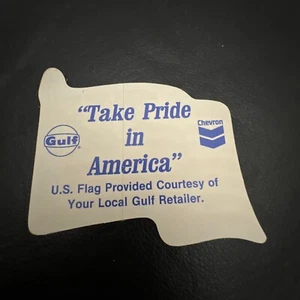 "Take Pride
in
America"
Gulf
Chevron
U.S. Flag Provided Courtesy of
Your Local Gulf Retailer.